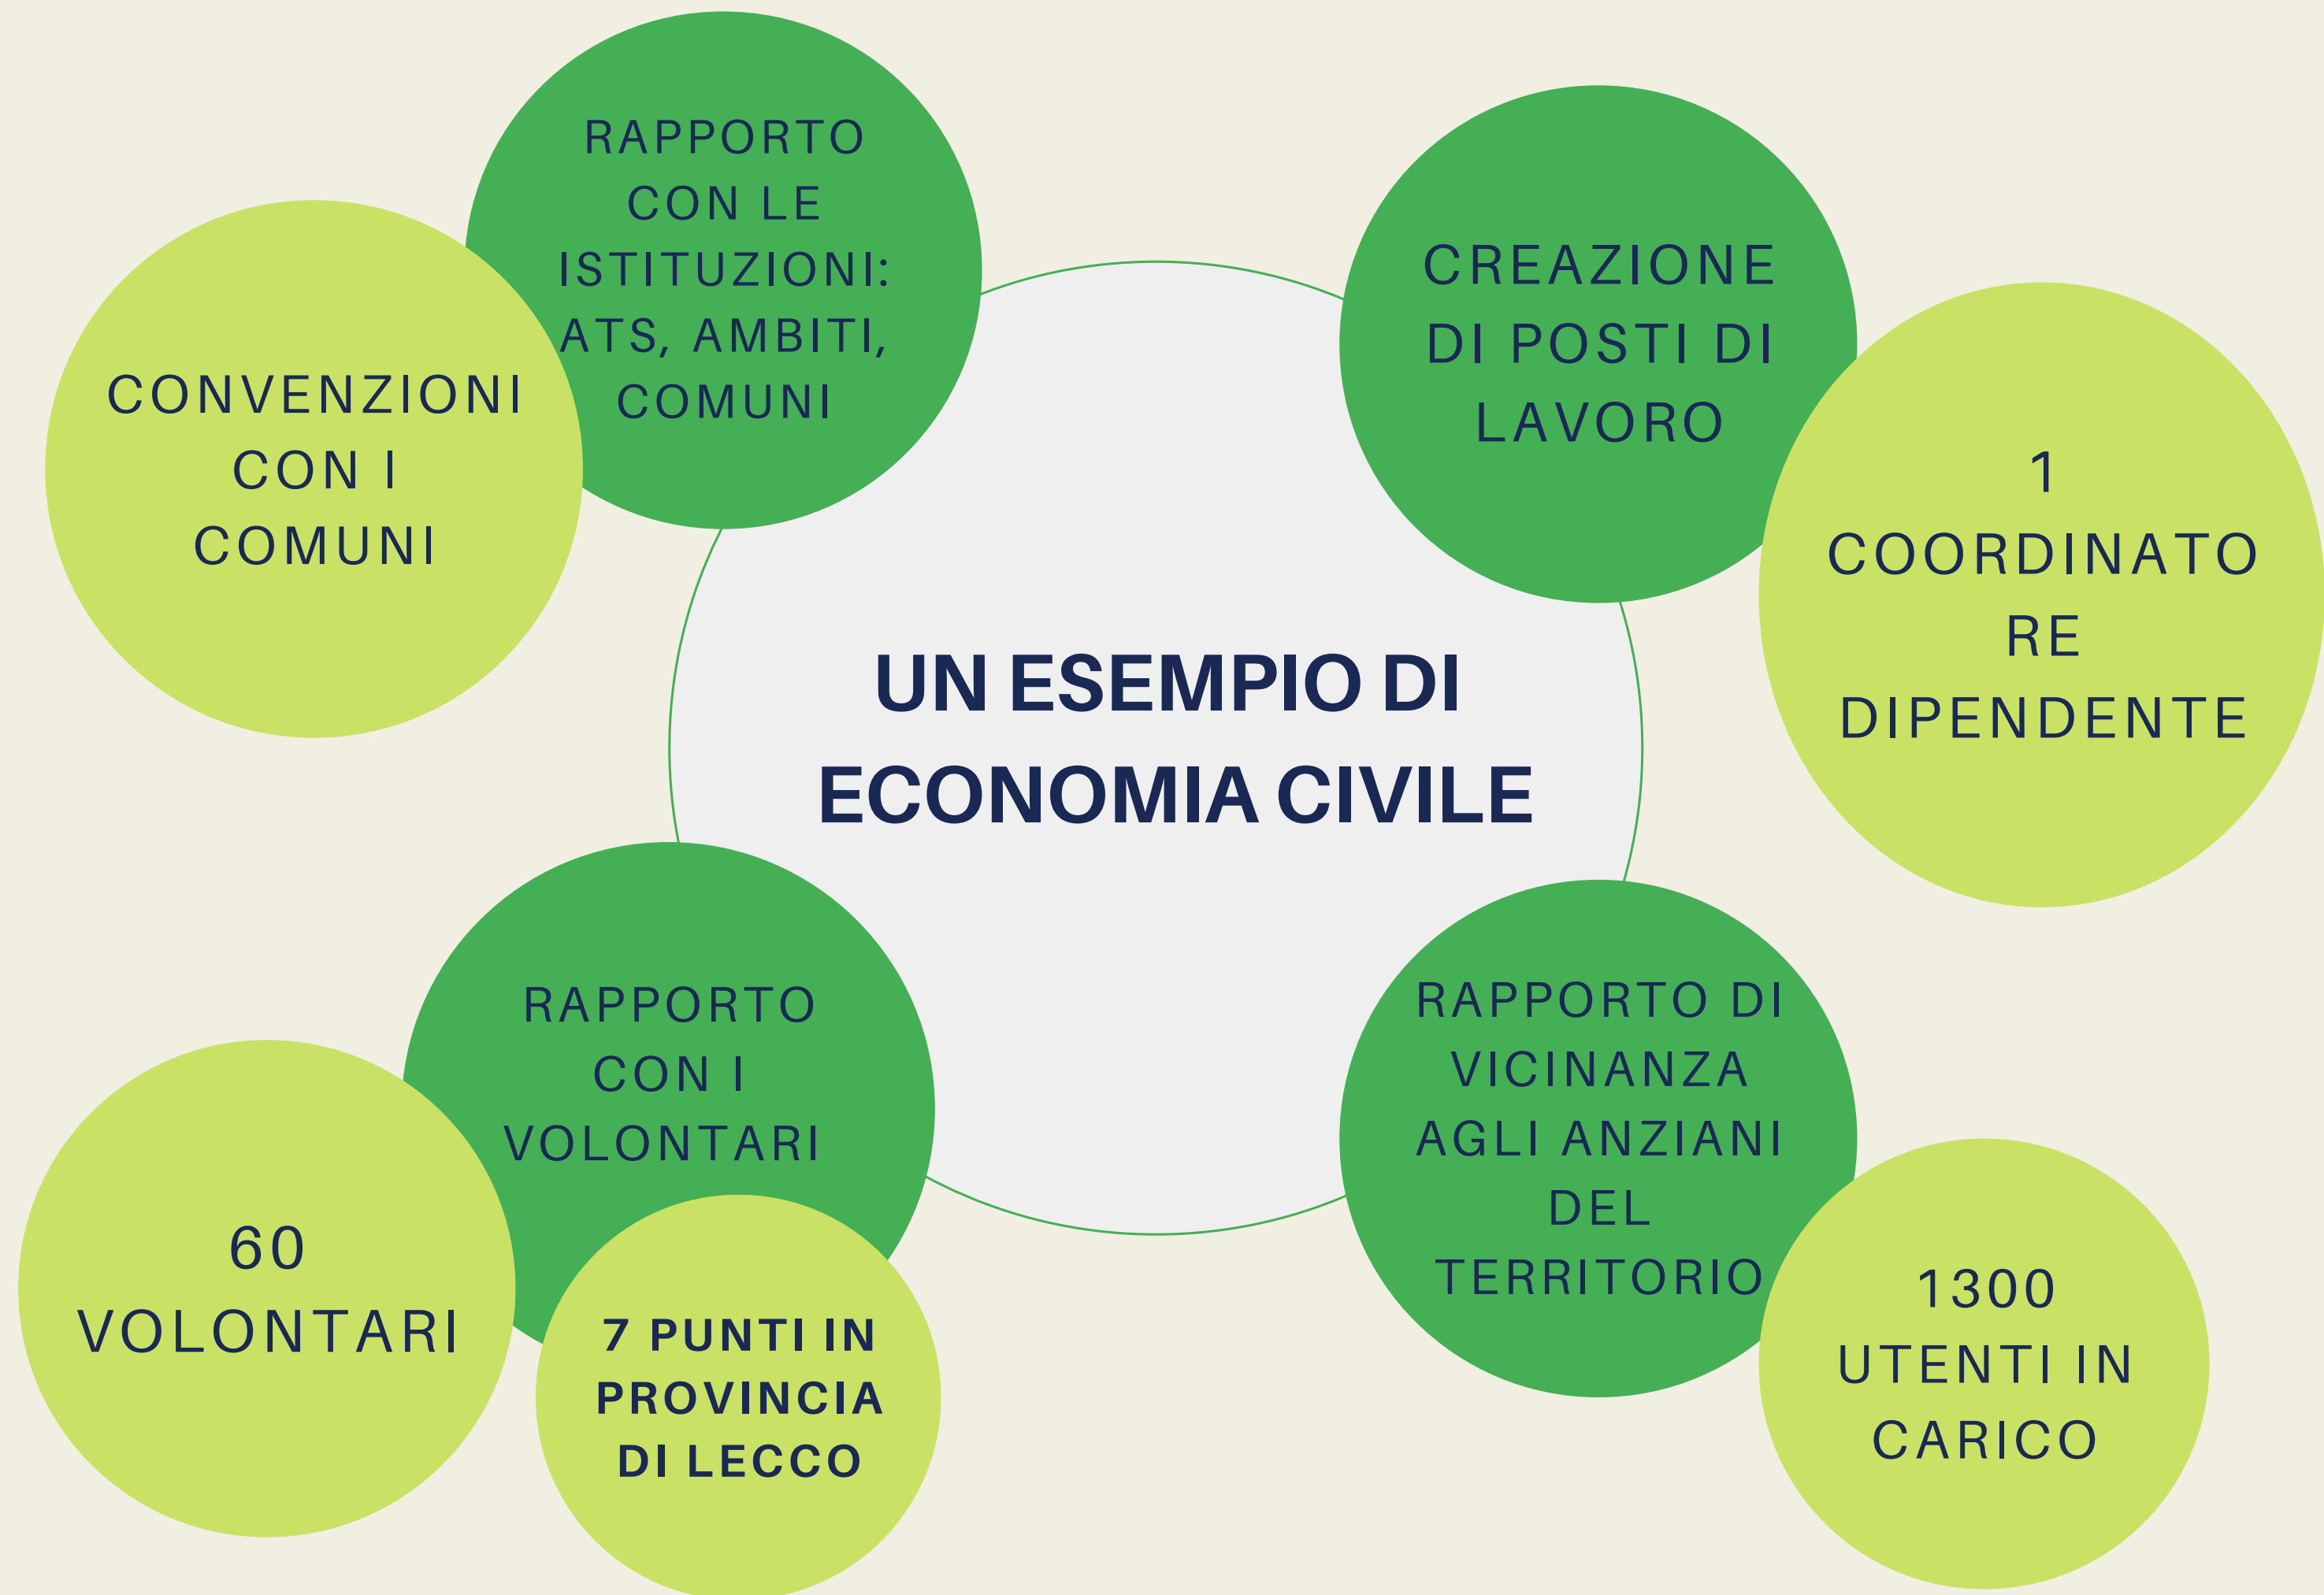 RAPPORTO
CON LE
ISTITUZIONI:
ATS, AMBITI,
COMUNI
CONVENZIONI
CON I
COMUNI
CREAZIONE
DI POSTI DI
LAVORO
1
COORDINATO
RE
DIPENDENTE
UN ESEMPIO DI
ECONOMIA CIVILE
RAPPORTO
CON I
VOLONTARI
60
VOLONTARI
7 PUNTI IN
PROVINCIA
DI LECCO
RAPPORTO DI
VICINANZA
AGLI ANZIANI
DEL
TERRITORIO
1300
UTENTI IN
CARICO